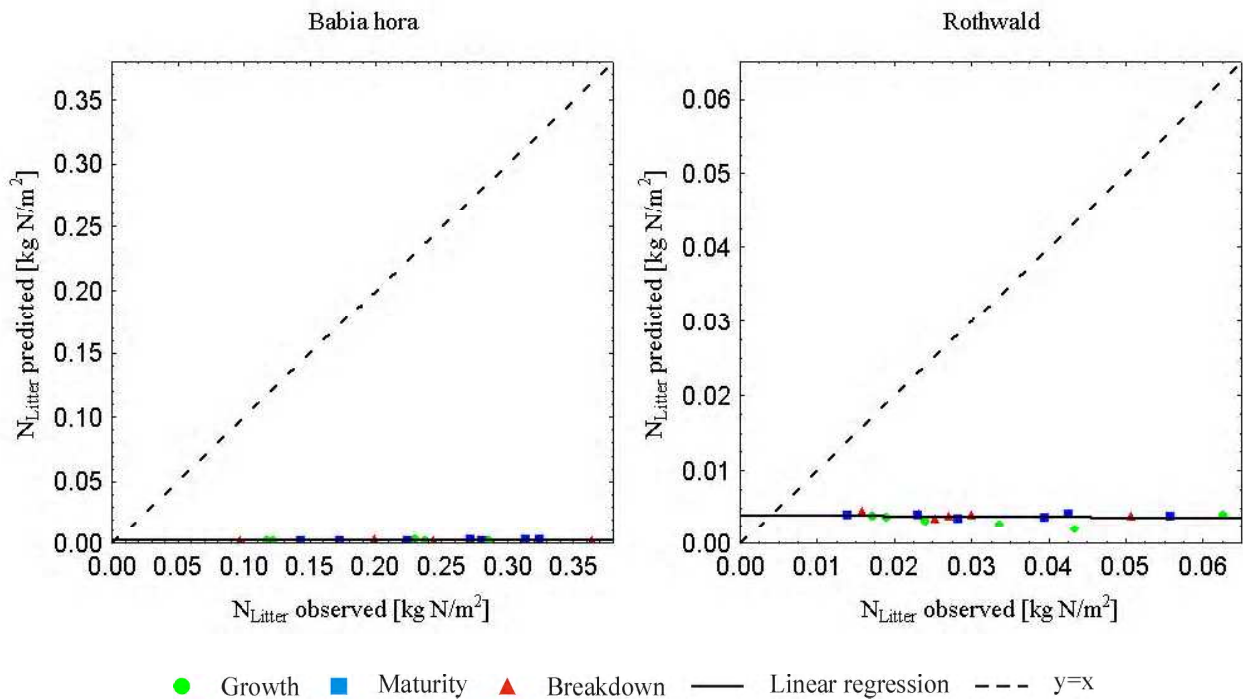 Babia hora
N_Litter predicted [kg N/m²]
0.35
0.30
0.25
0.20
0.15
0.10
0.05
0.00
0.00 0.05 0.10 0.15 0.20 0.25 0.30 0.35
N_Litter observed [kg N/m²]
Rothwald
N_Litter predicted [kg N/m²]
0.06
0.05
0.04
0.03
0.02
0.01
0.00
0.00 0.01 0.02 0.03 0.04 0.05 0.06
N_Litter observed [kg N/m²]
Growth Maturity Breakdown Linear regression y=x